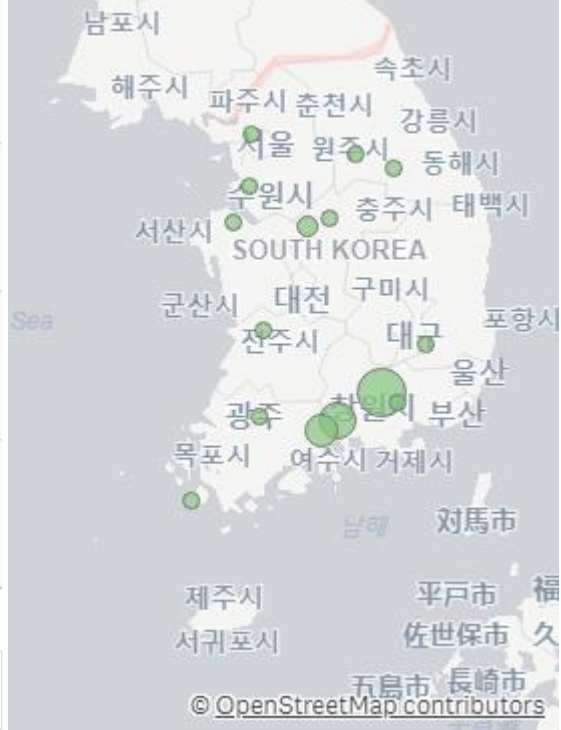 남포시
속초시
해주시
파주시 춘천시
강릉시
서울 원주시
동해시
수원시
충주시 태백시
서산시
SOUTH KOREA
군산시 대전 구미시
Sea
전주시 대구 포항시
울산
광주 창원시 부산
목포시 여수시 거제시
남해 対馬市
제주시 平戸市 福
서귀포시 佐世保市 久
五島市 長崎市
© OpenStreetMap contributors